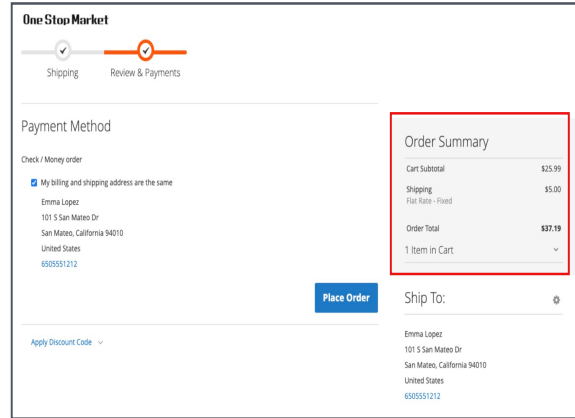 One Stop Market
Shipping
Review & Payments
Payment Method
Check / Money order
My billing and shipping address are the same
Emma Lopez
101 S San Mateo Dr
San Mateo, California 94010
United States
6505551212
Place Order
Apply Discount Code
Order Summary
Cart Subtotal $25.99
Shipping $5.00
Flat Rate - Fixed
Order Total $37.19
1 Item in Cart
Ship To:
Emma Lopez
101 S San Mateo Dr
San Mateo, California 94010
United States
6505551212